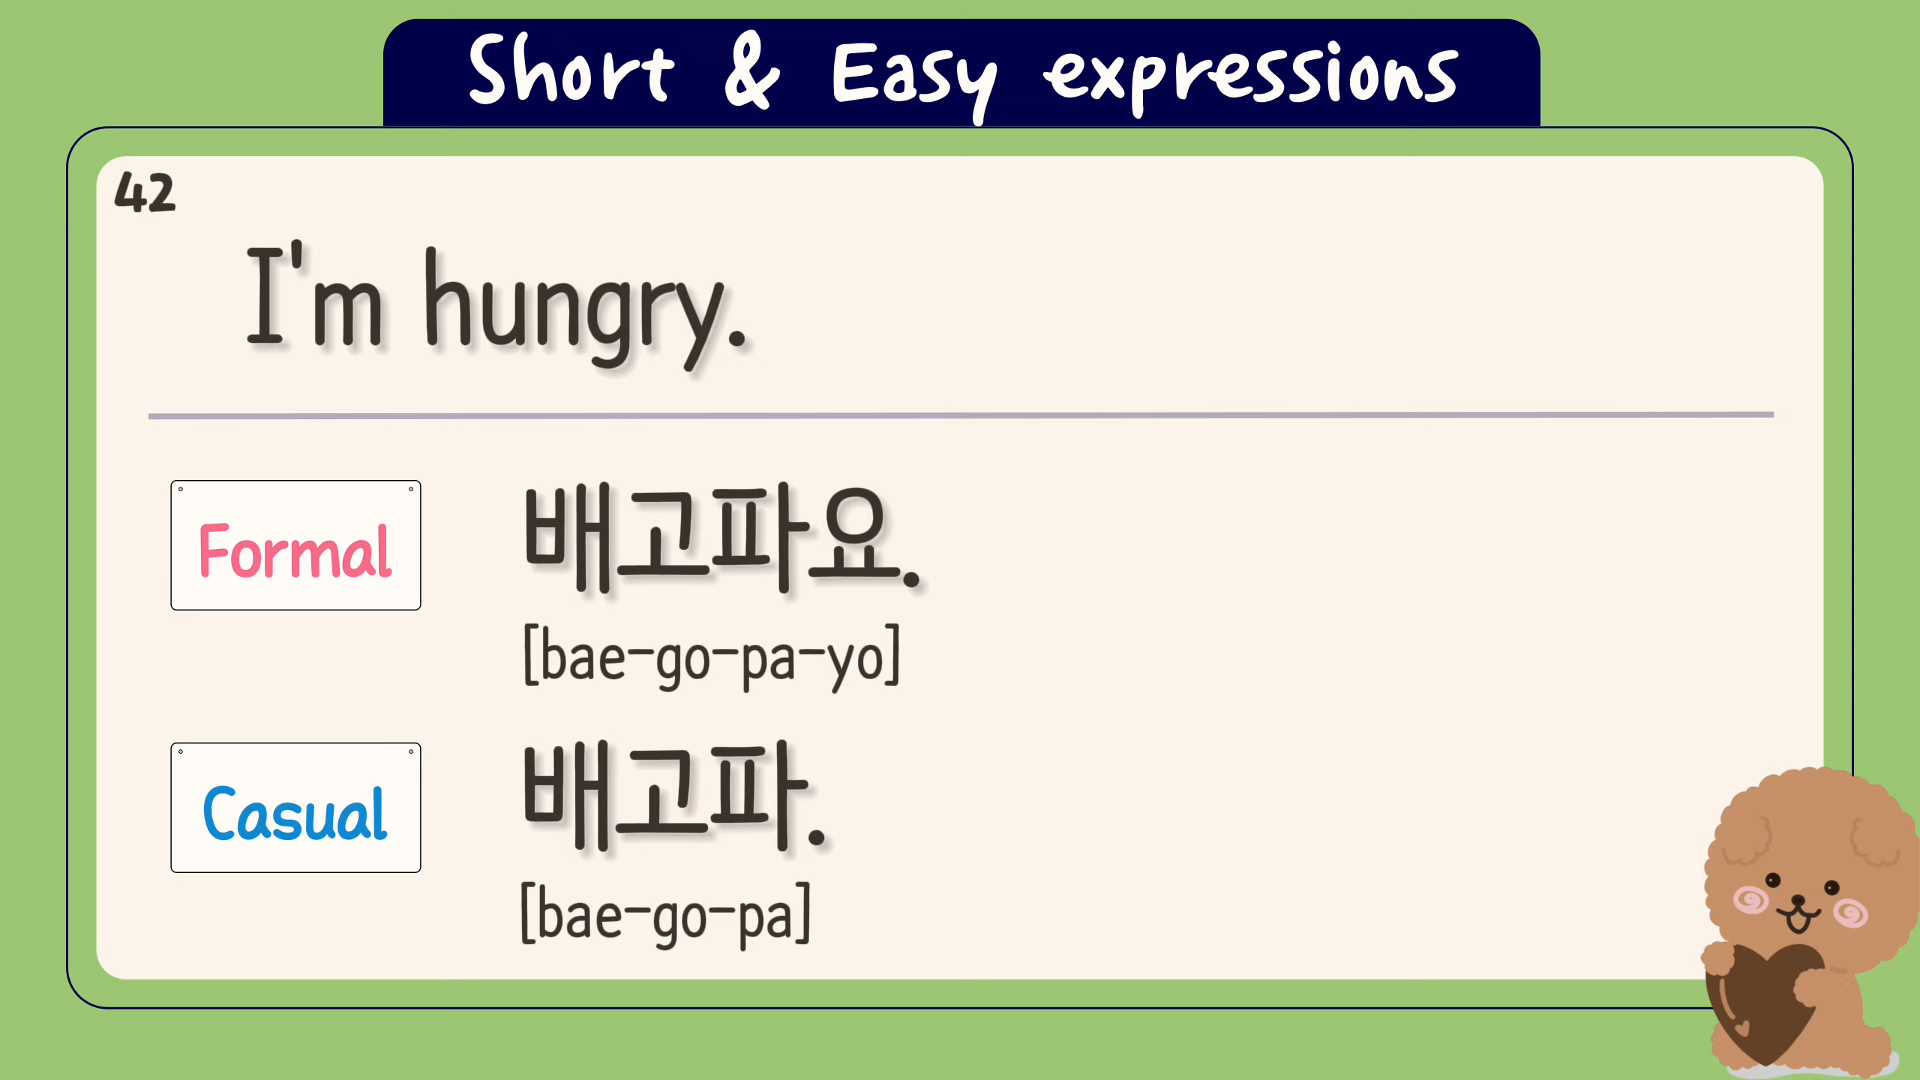 Short & Easy expressions
42
I'm hungry.
Formal
배고파요.
[bae-go-pa-yo]
Casual
배고파.
[bae-go-pa]